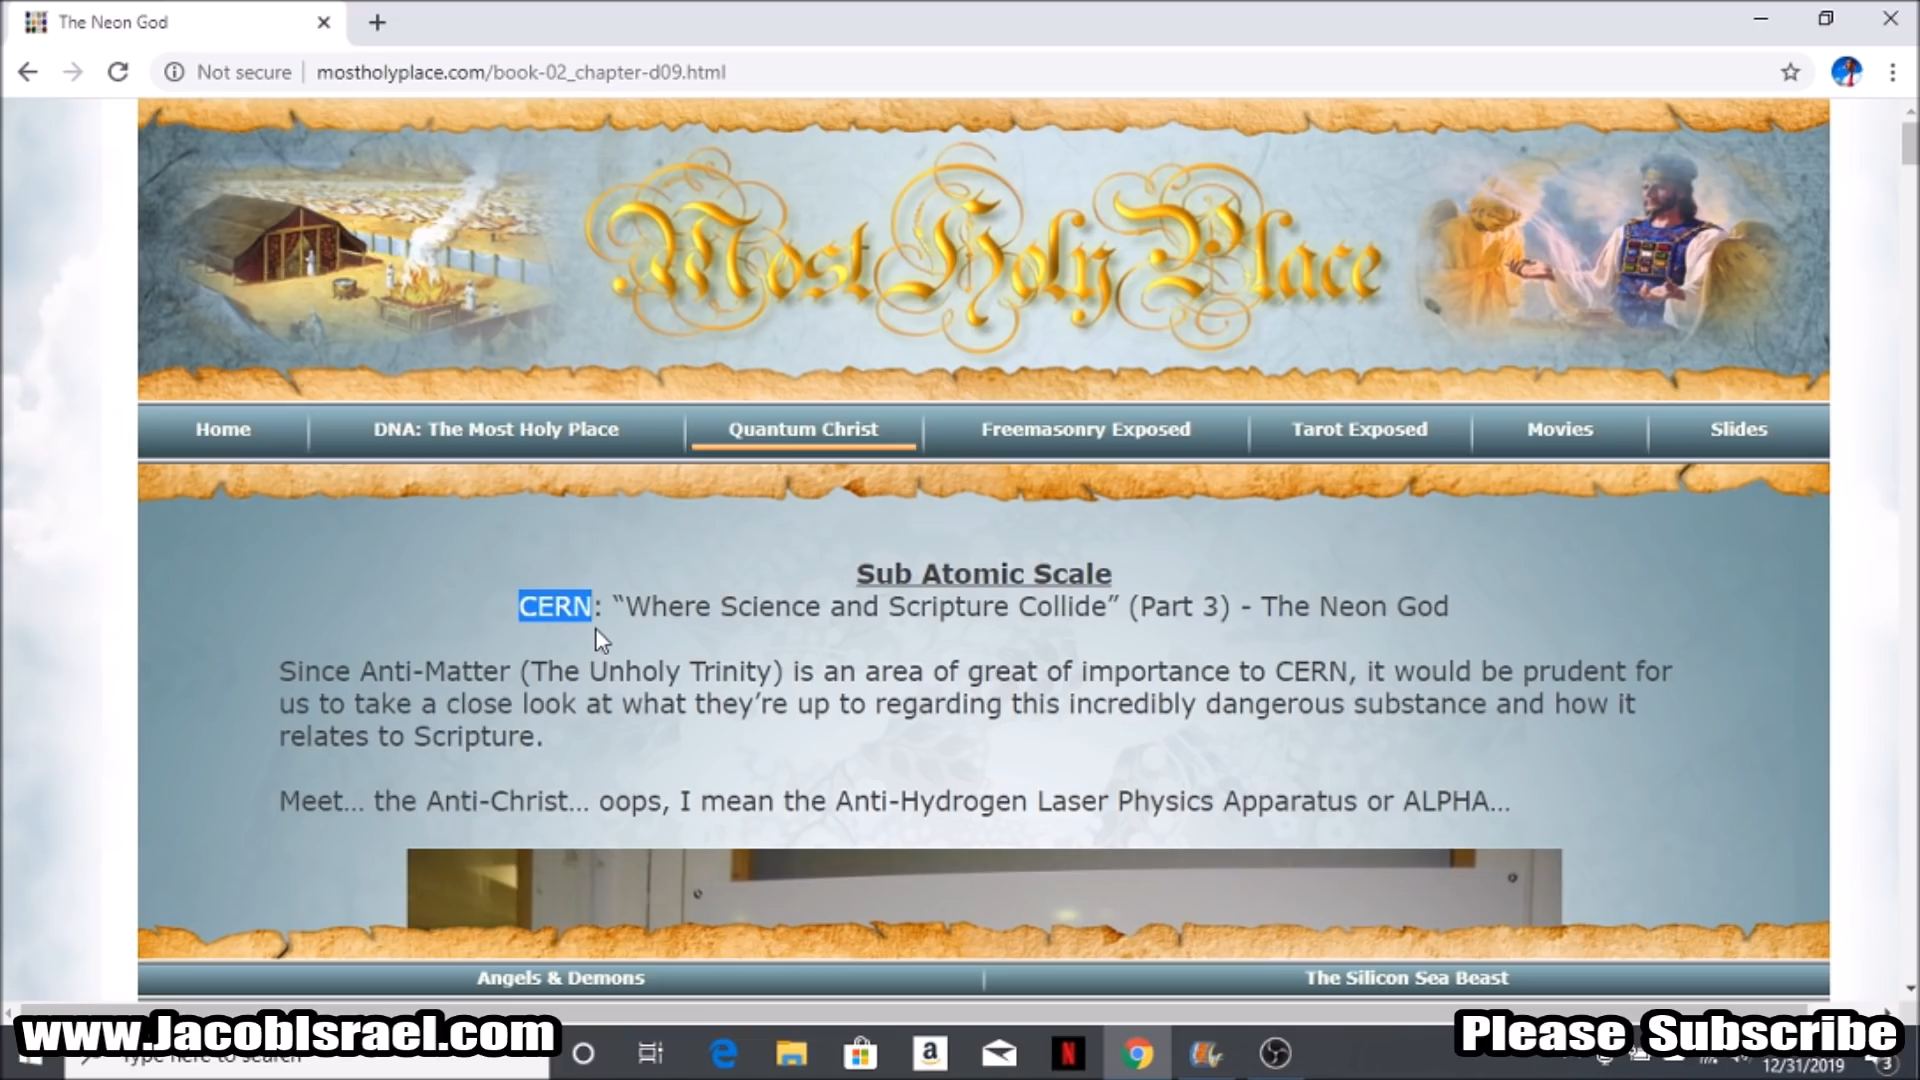 The Neon God
Not secure
mostholyplace.com/book-02_chapter-d09.html
Most Holy Place
Home
DNA: The Most Holy Place
Quantum Christ
Freemasonry Exposed
Tarot Exposed
Movies
Slides
Sub Atomic Scale
CERN: “Where Science and Scripture Collide” (Part 3) - The Neon God
Since Anti-Matter (The Unholy Trinity) is an area of great of importance to CERN, it would be prudent for
us to take a close look at what they’re up to regarding this incredibly dangerous substance and how it
relates to Scripture.
Meet… the Anti-Christ… oops, I mean the Anti-Hydrogen Laser Physics Apparatus or ALPHA…
Angels & Demons
The Silicon Sea Beast
www.JacobIsrael.com
Please Subscribe
Type here to search
12/31/2019
3